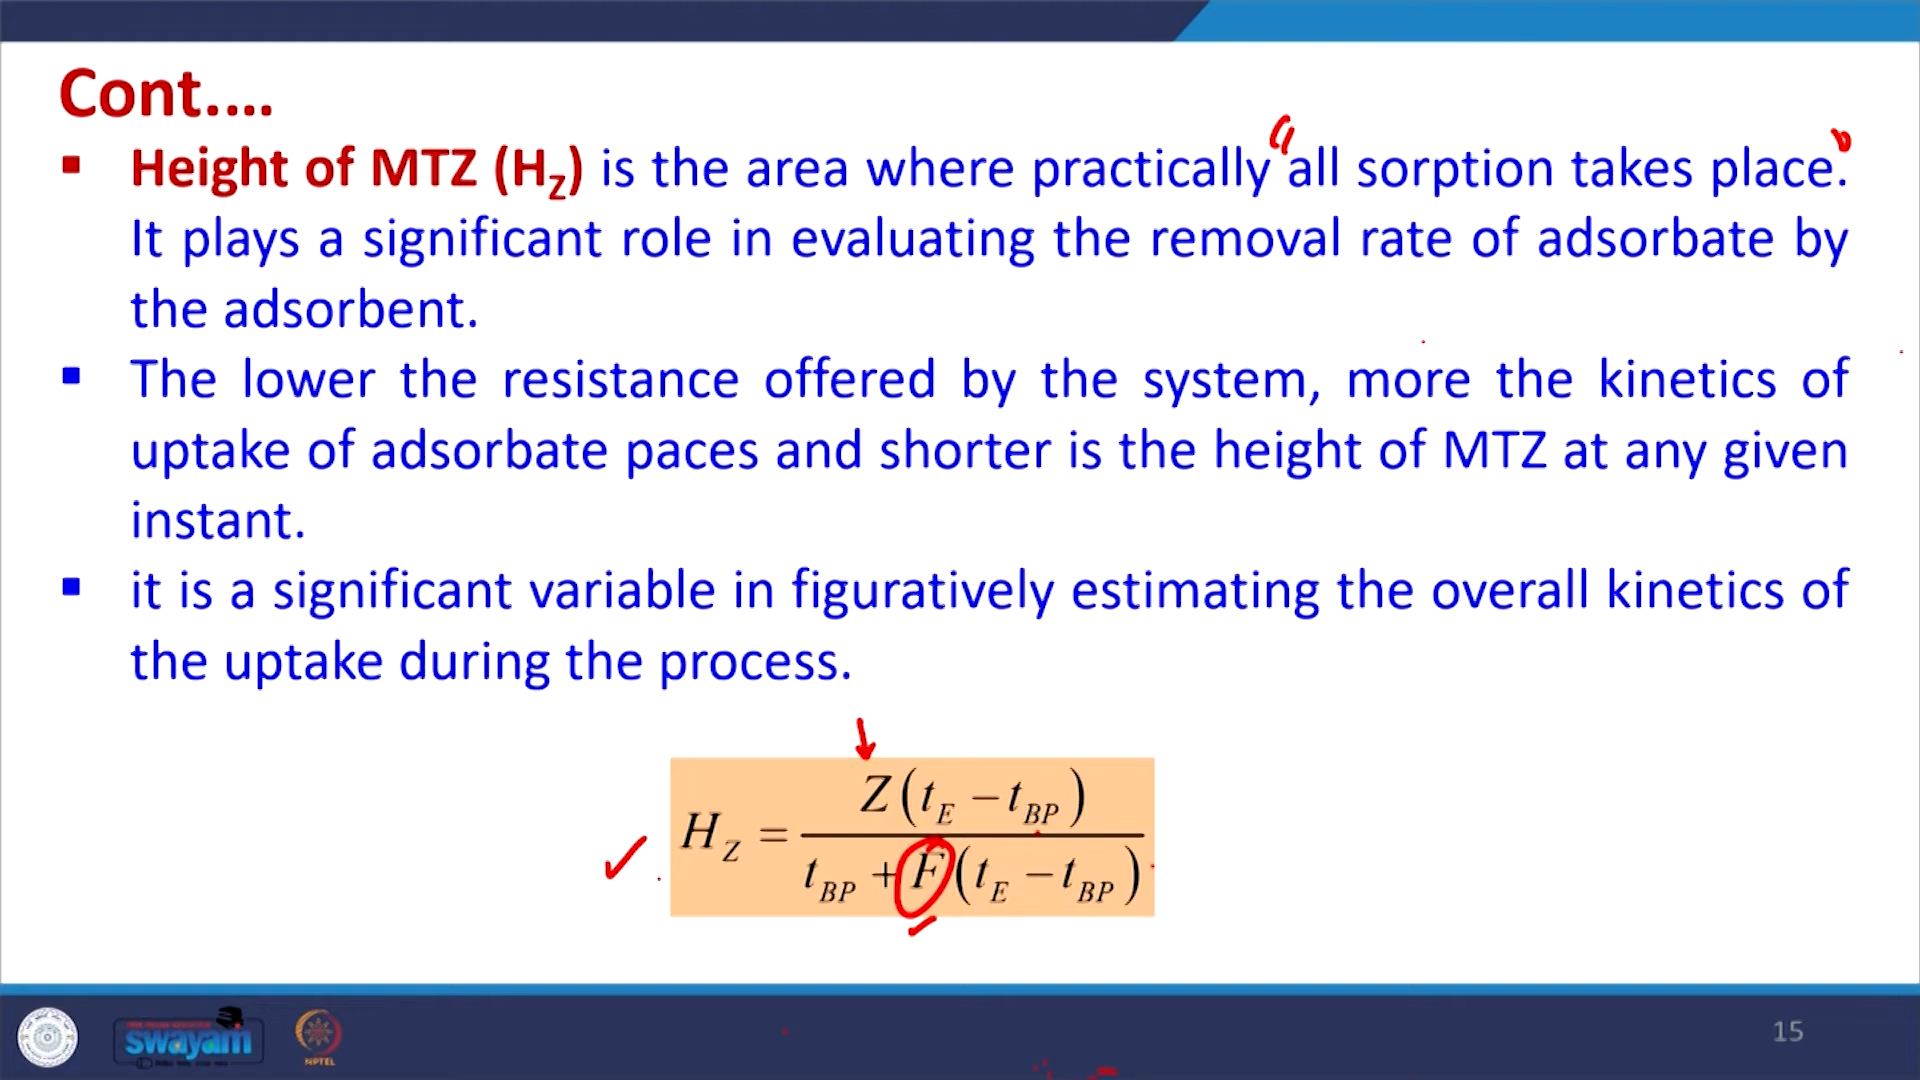 Cont.…
▪ Height of MTZ (H_Z) is the area where practically "all sorption takes place.
It plays a significant role in evaluating the removal rate of adsorbate by
the adsorbent.
▪ The lower the resistance offered by the system, more the kinetics of
uptake of adsorbate paces and shorter is the height of MTZ at any given
instant.
▪ it is a significant variable in figuratively estimating the overall kinetics of
the uptake during the process.
H_Z = Z(t_E − t_BP) / t_BP + F(t_E − t_BP)
swayam
NPTEL
15